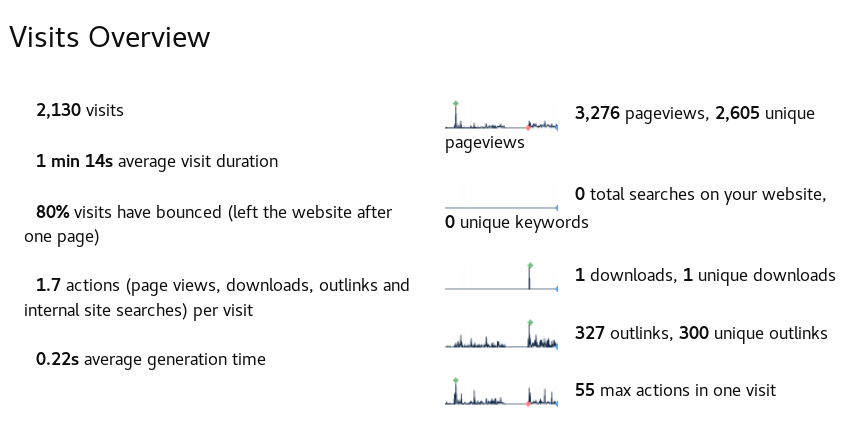 Visits Overview
2,130 visits
1 min 14s average visit duration
80% visits have bounced (left the website after
one page)
1.7 actions (page views, downloads, outlinks and
internal site searches) per visit
0.22s average generation time
3,276 pageviews, 2,605 unique
pageviews
0 total searches on your website,
0 unique keywords
1 downloads, 1 unique downloads
327 outlinks, 300 unique outlinks
55 max actions in one visit